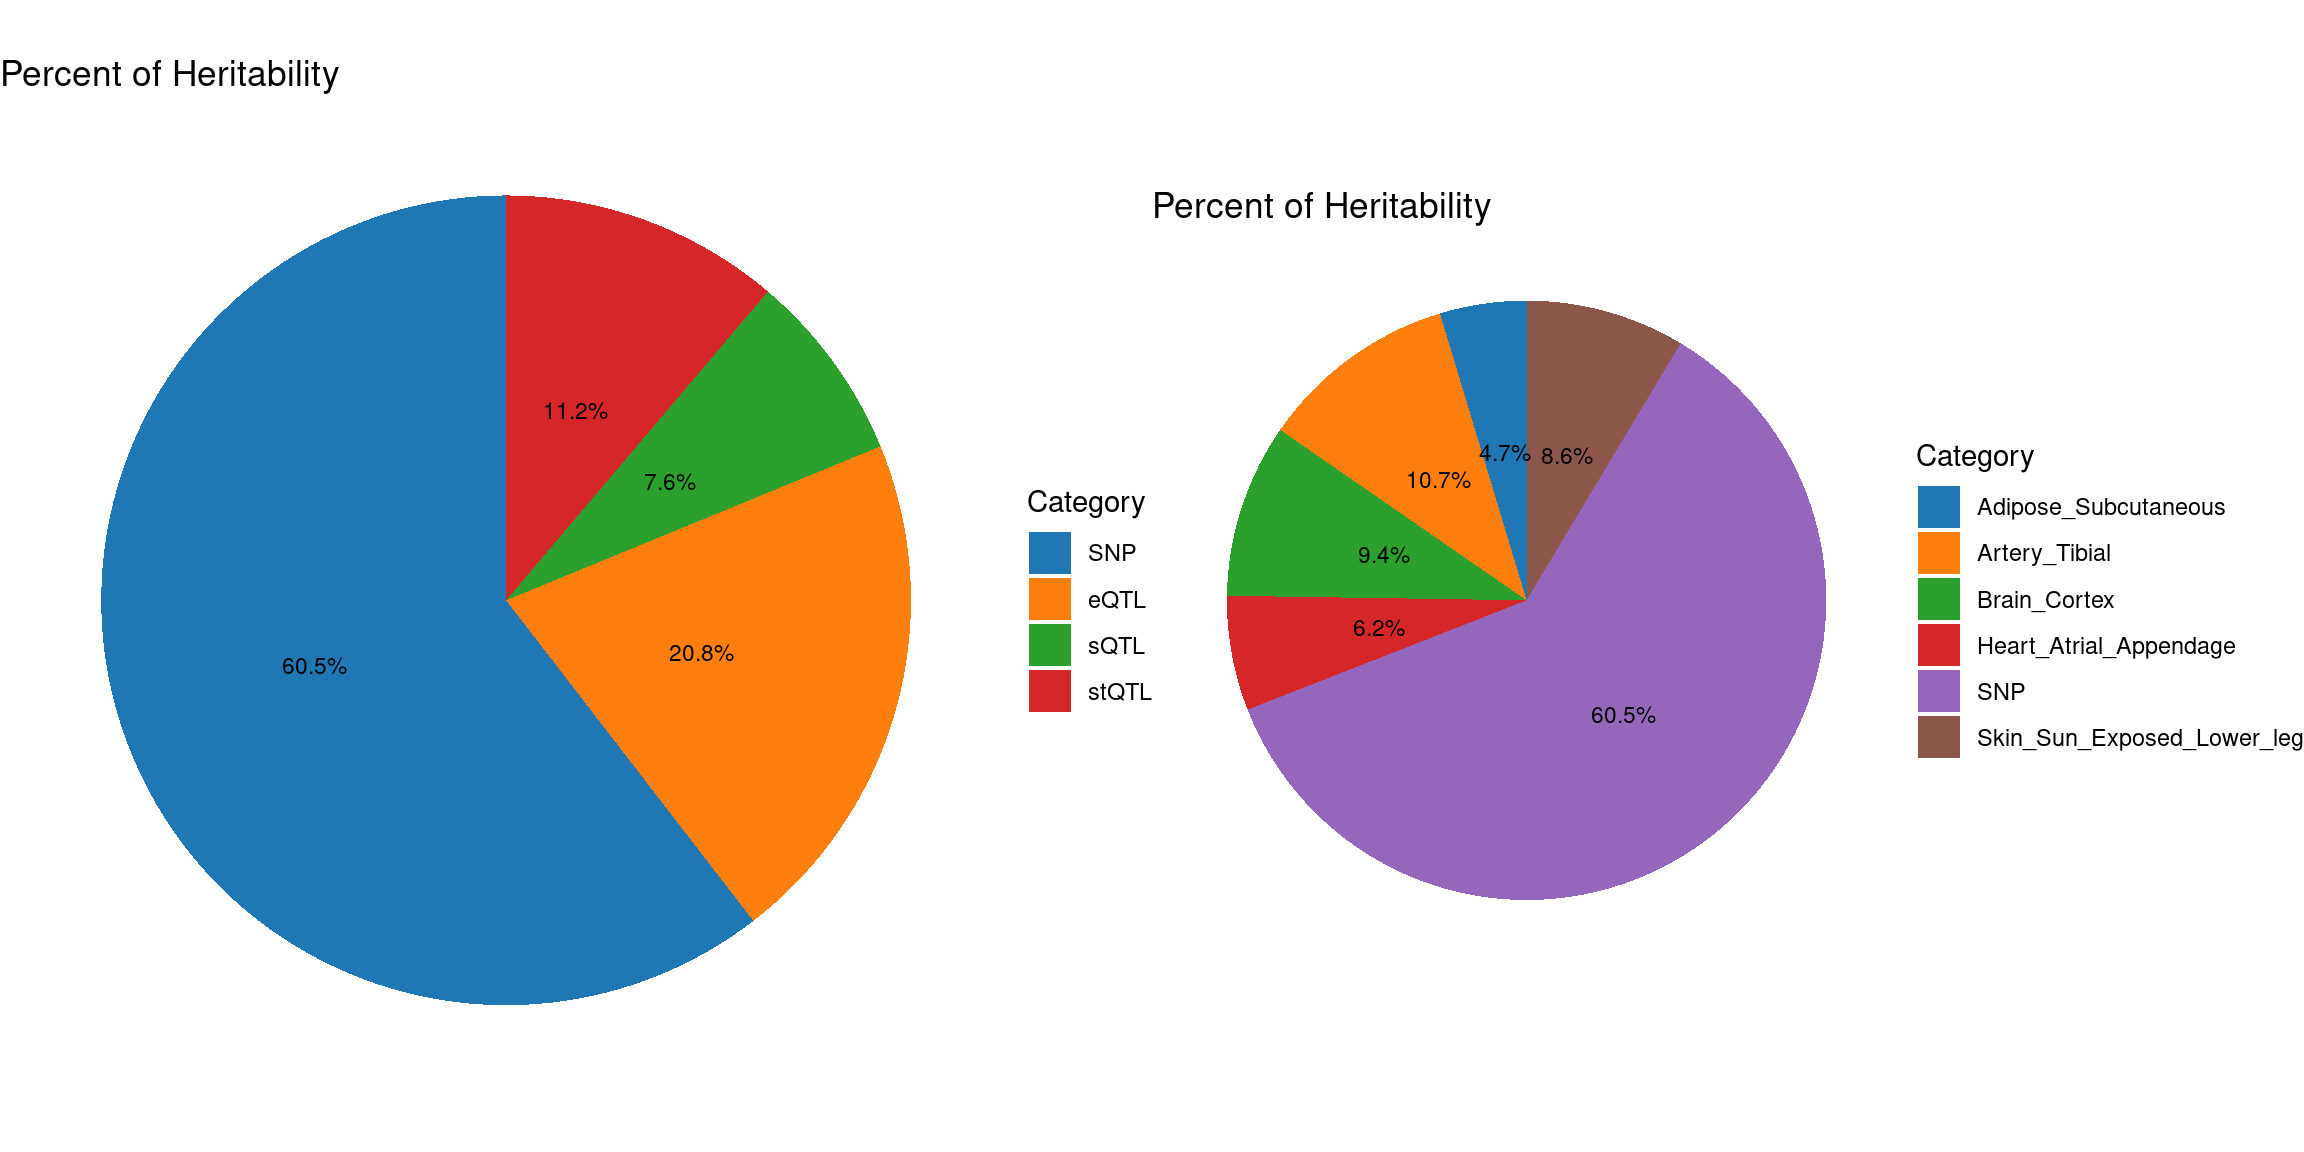 Percent of Heritability
11.2%
7.6%
20.8%
60.5%
Category
SNP
eQTL
sQTL
stQTL
Percent of Heritability
4.7%
8.6%
10.7%
9.4%
6.2%
60.5%
Category
Adipose_Subcutaneous
Artery_Tibial
Brain_Cortex
Heart_Atrial_Appendage
SNP
Skin_Sun_Exposed_Lower_leg